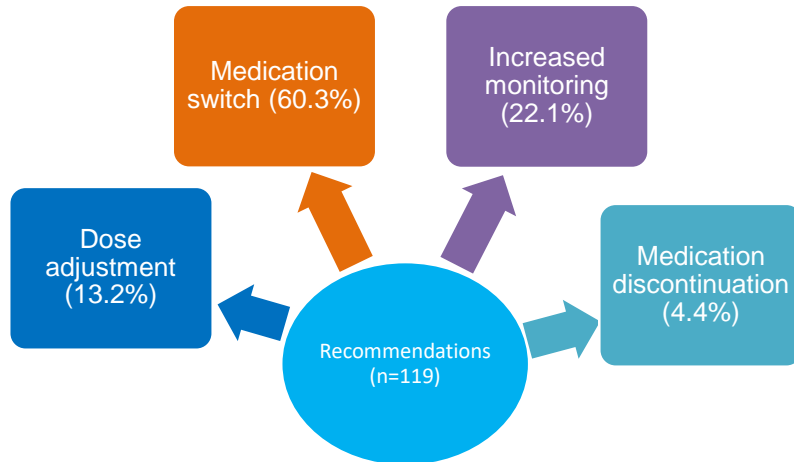 Medication
switch (60.3%)
Increased
monitoring
(22.1%)
Dose
adjustment
(13.2%)
Medication
discontinuation
(4.4%)
Recommendations
(n=119)